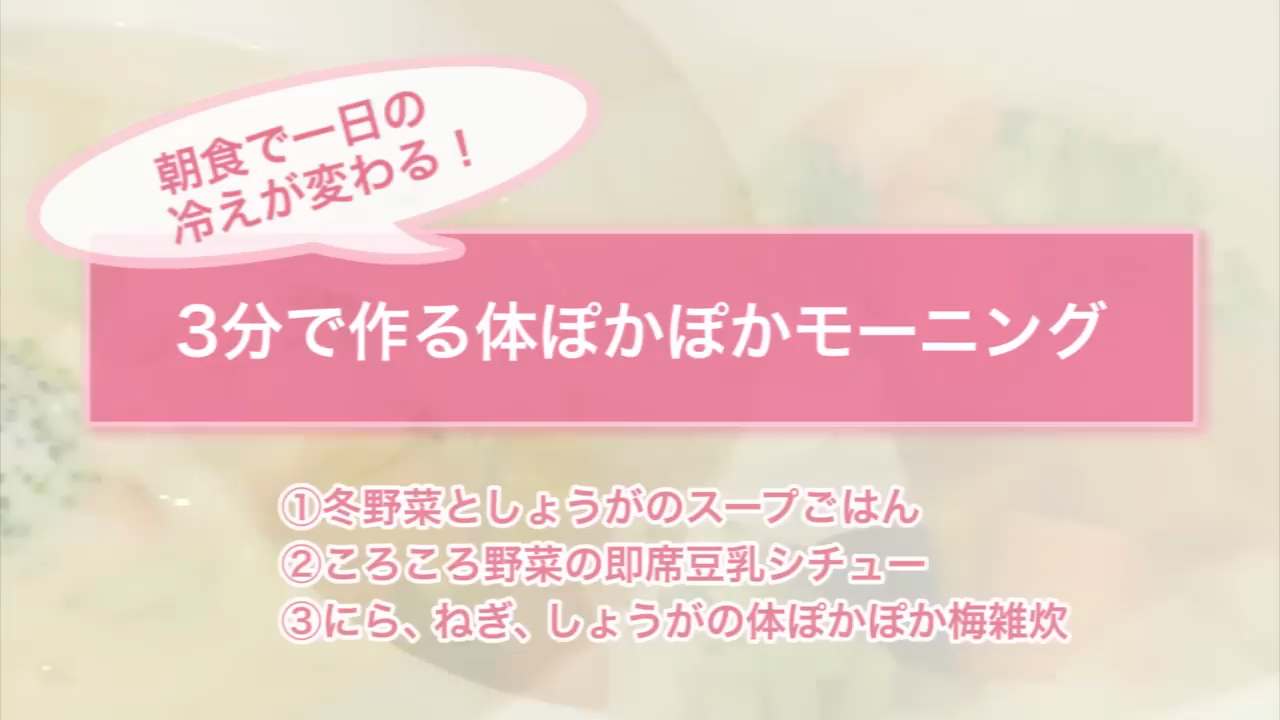 朝食で一日の
冷えが変わる！
3分で作る体ぽかぽかモーニング
①冬野菜としょうがのスープごはん
②ころころ野菜の即席豆乳シチュー
③にら、ねぎ、しょうがの体ぽかぽか梅雑炊